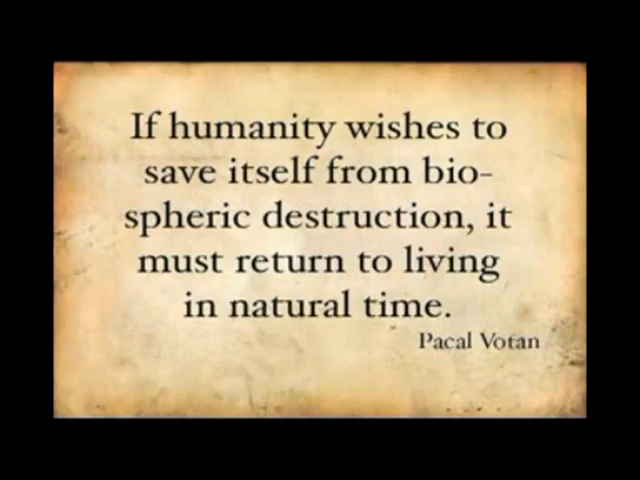 If humanity wishes to
save itself from bio-
spheric destruction, it
must return to living
in natural time.
Pacal Votan